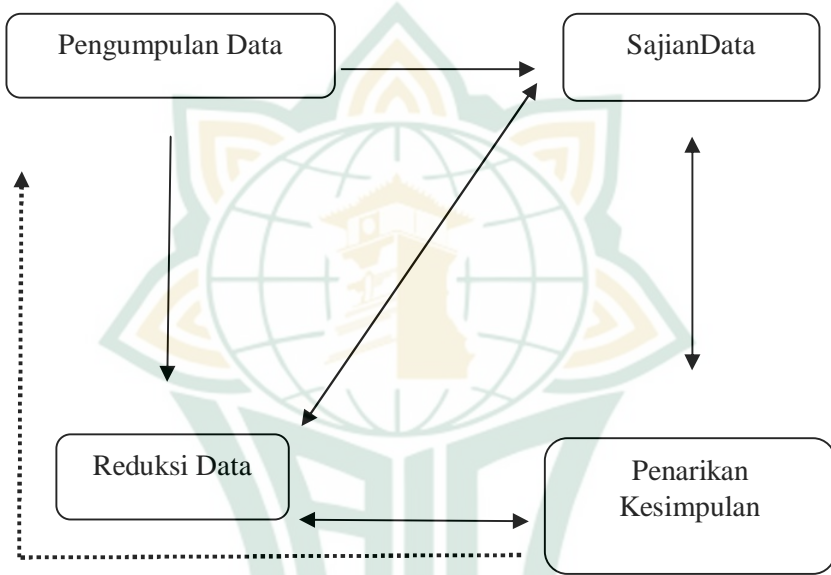 Pengumpulan Data
SajianData
Reduksi Data
Penarikan
Kesimpulan